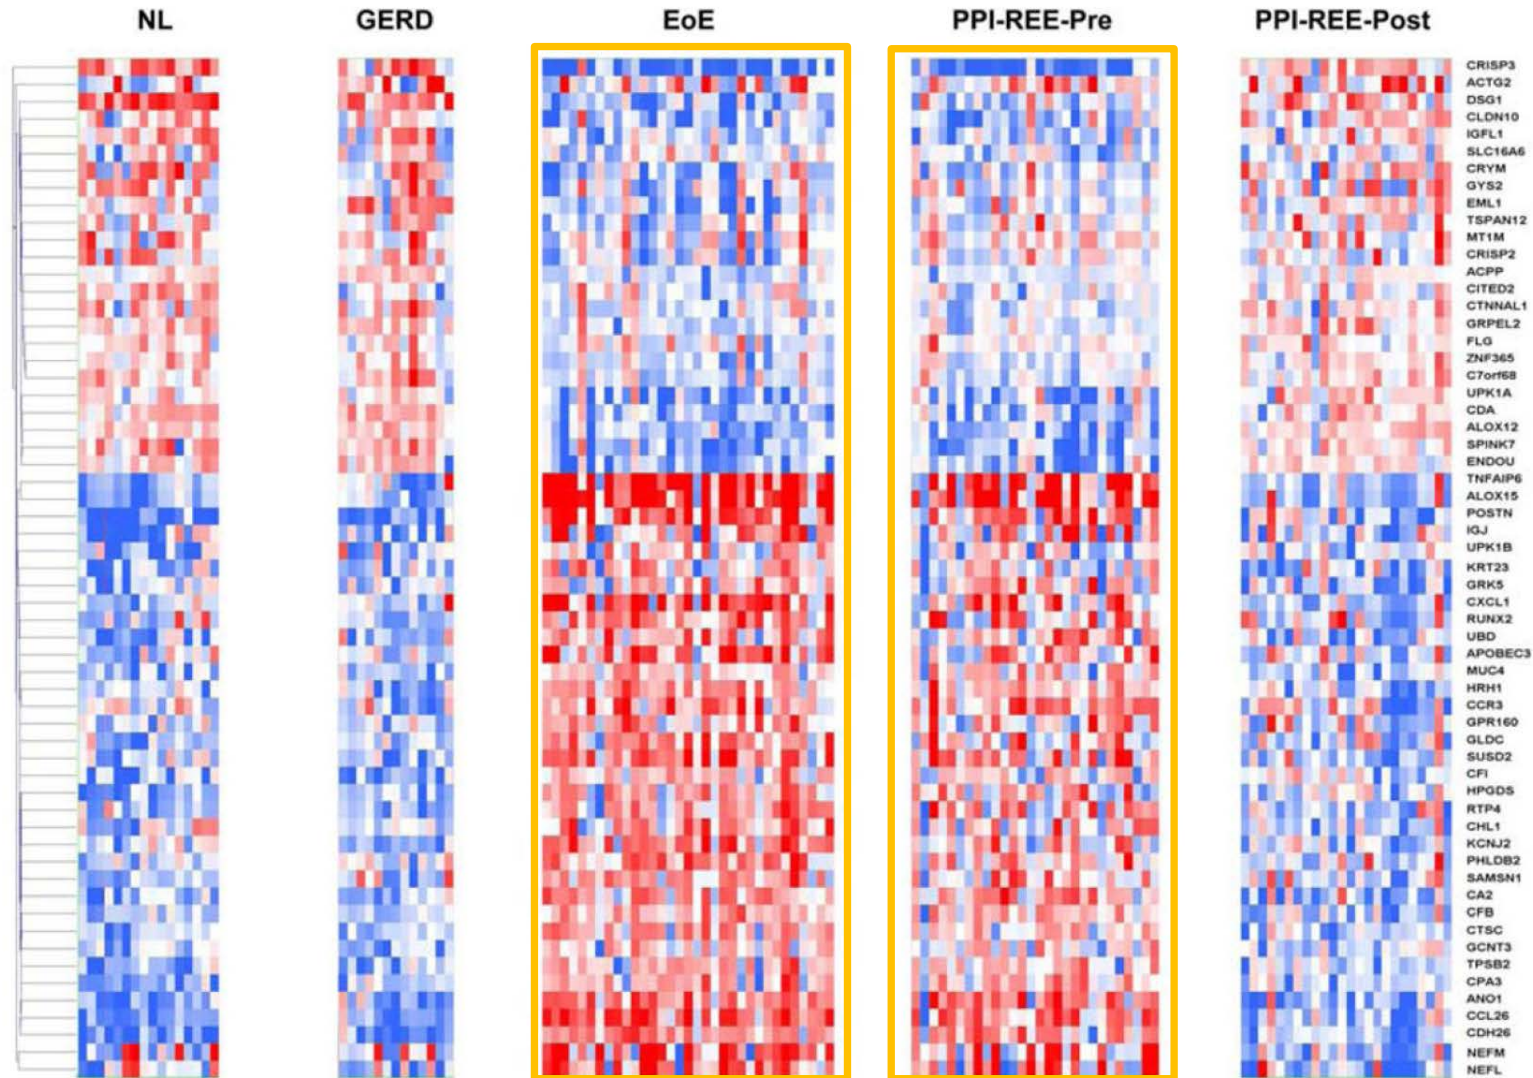 NL GERD EoE PPI-REE-Pre PPI-REE-Post
CRISP3
ACTG2
DSG1
CLDN10
IGFL1
SLC16A6
CRYM
GYS2
EML1
TSPAN12
MT1M
CRISP2
ACPP
CITED2
CTNNAL1
GRPEL2
FLG
ZNF365
C7orf68
UPK1A
CDA
ALOX12
SPINK7
ENDOU
TNFAIP6
ALOX15
POSTN
IGJ
UPK1B
KRT23
GRK5
CXCL1
RUNX2
UBD
APOBEC3
MUC4
HRH1
CCR3
GPR160
GLDC
SUSD2
CFI
HPGDS
RTP4
CHL1
KCNJ2
PHLDB2
SAMSN1
CA2
CFB
CTSC
GCNT3
TPSB2
CPA3
ANO1
CCL26
CDH26
NEFM
NEFL